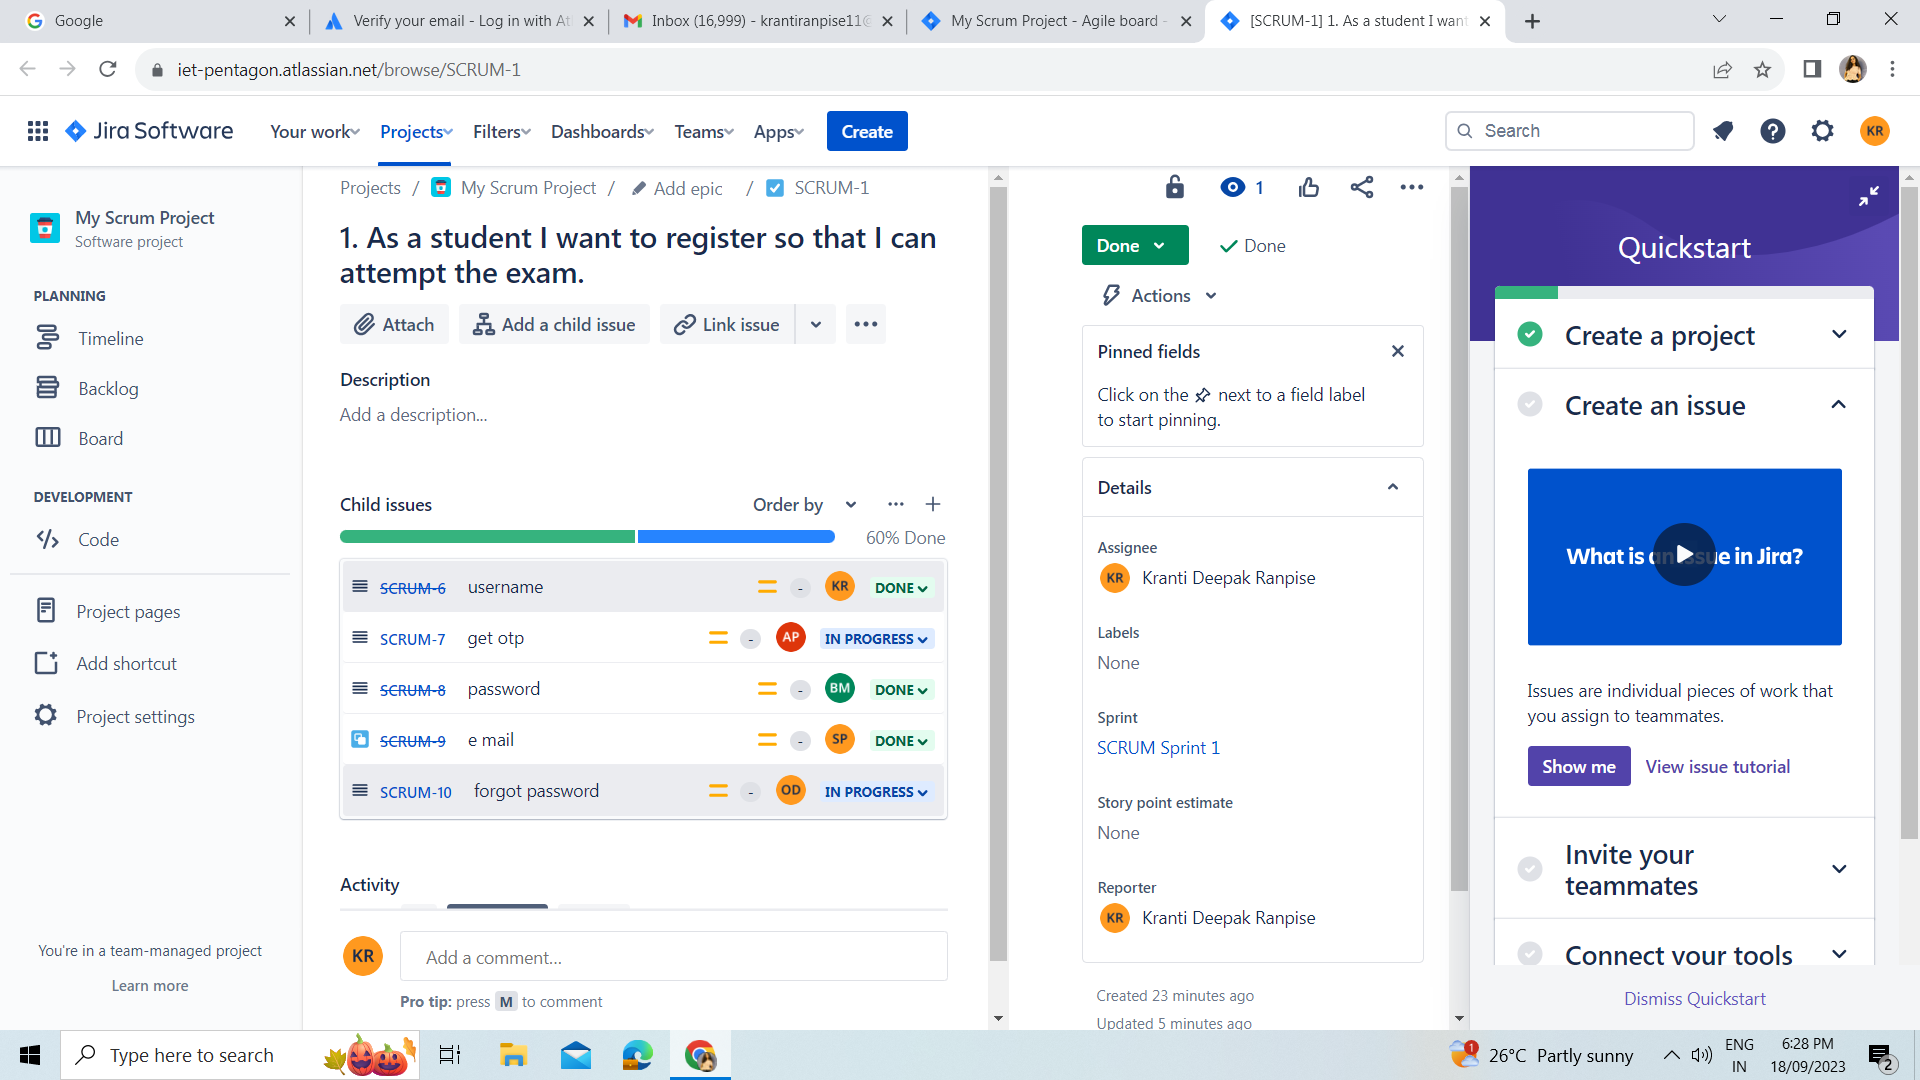 Google
Verify your email - Log in with At
Inbox (16,999) - krantiranpise11@
My Scrum Project - Agile board -
[SCRUM-1] 1. As a student I want
iet-pentagon.atlassian.net/browse/SCRUM-1
Jira Software
Your work
Projects
Filters
Dashboards
Teams
Apps
Create
Search
KR
My Scrum Project
Software project
PLANNING
Timeline
Backlog
Board
DEVELOPMENT
Code
Project pages
Add shortcut
Project settings
You're in a team-managed project
Learn more
Projects / My Scrum Project / Add epic / SCRUM-1
1. As a student I want to register so that I can
attempt the exam.
Attach
Add a child issue
Link issue
Description
Add a description...
Child issues
Order by
60% Done
SCRUM-6 username - KR DONE
SCRUM-7 get otp - AP IN PROGRESS
SCRUM-8 password - BM DONE
SCRUM-9 e mail - SP DONE
SCRUM-10 forgot password - OD IN PROGRESS
Activity
KR
Add a comment...
Pro tip: press M to comment
1
Done
Done
Actions
Pinned fields
Click on the next to a field label
to start pinning.
Details
Assignee
KR Kranti Deepak Ranpise
Labels
None
Sprint
SCRUM Sprint 1
Story point estimate
None
Reporter
KR Kranti Deepak Ranpise
Created 23 minutes ago
Updated 5 minutes ago
Quickstart
Create a project
Create an issue
What is an issue in Jira?
Issues are individual pieces of work that
you assign to teammates.
Show me
View issue tutorial
Invite your
teammates
Connect your tools
Dismiss Quickstart
Type here to search
1
26°C Partly sunny
ENG
IN
6:28 PM
18/09/2023
2